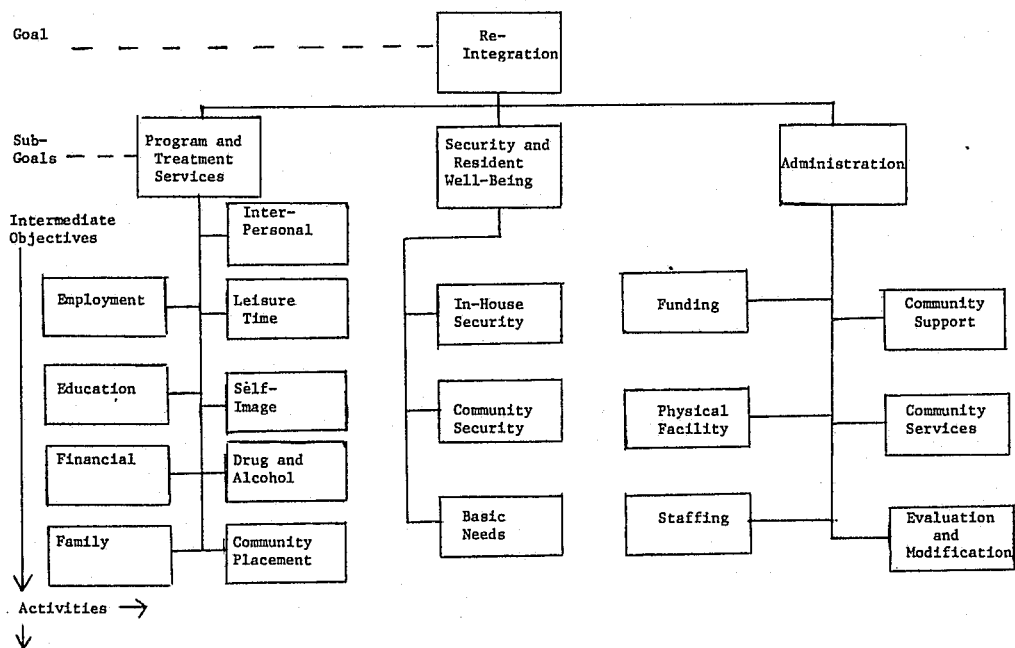 Goal
Re-
Integration
Sub-
Goals
Program and
Treatment
Services
Security and
Resident
Well-Being
Administration
Intermediate
Objectives
Inter-
Personal
Employment
Leisure
Time
Education
Self-
Image
Financial
Drug and
Alcohol
Family
Community
Placement
In-House
Security
Community
Security
Basic
Needs
Funding
Community
Support
Physical
Facility
Community
Services
Staffing
Evaluation
and
Modification
Activities